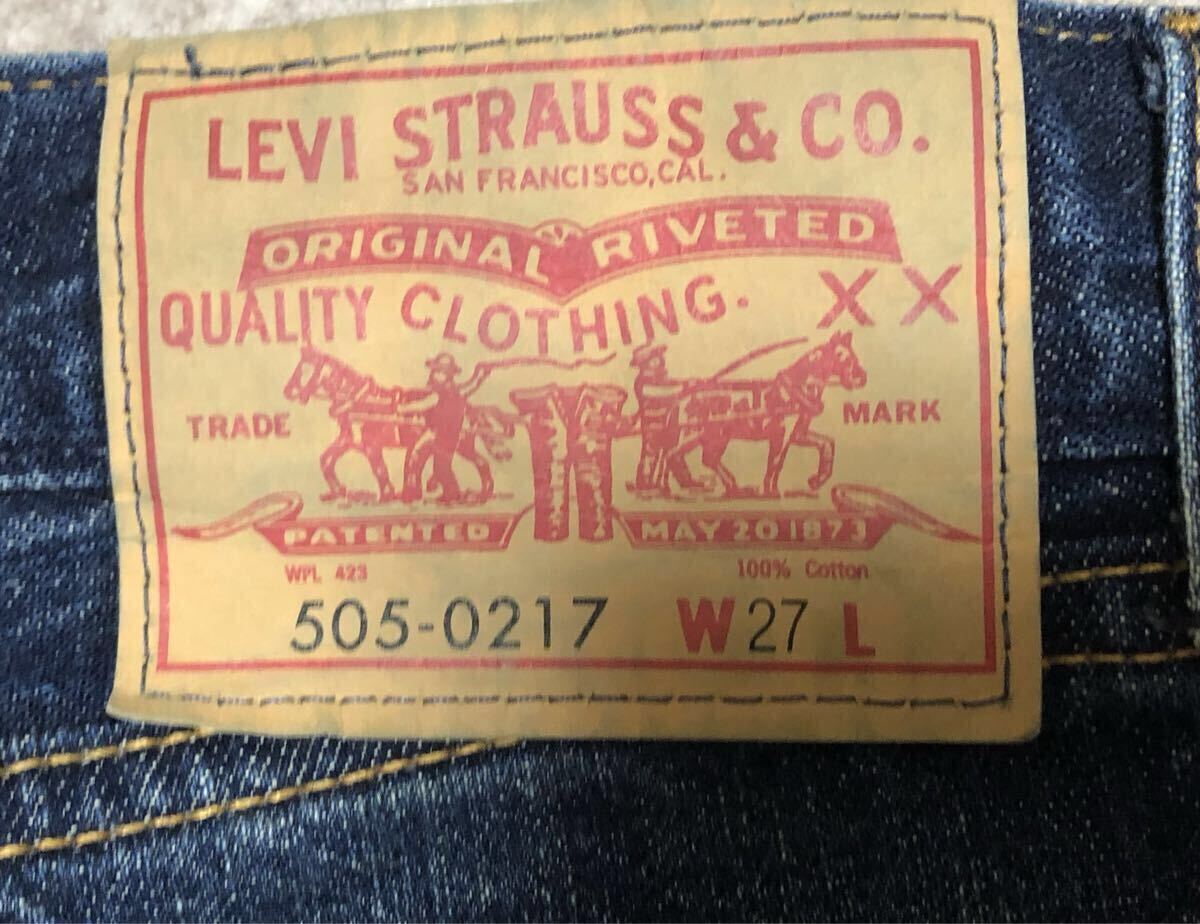 LEVI STRAUSS & CO.
SAN FRANCISCO, CAL.
ORIGINAL RIVETED
QUALITY CLOTHING. XX
TRADE MARK
PATENTED MAY 20 1873
WPL 423 100% Cotton
505-0217 W 27 L